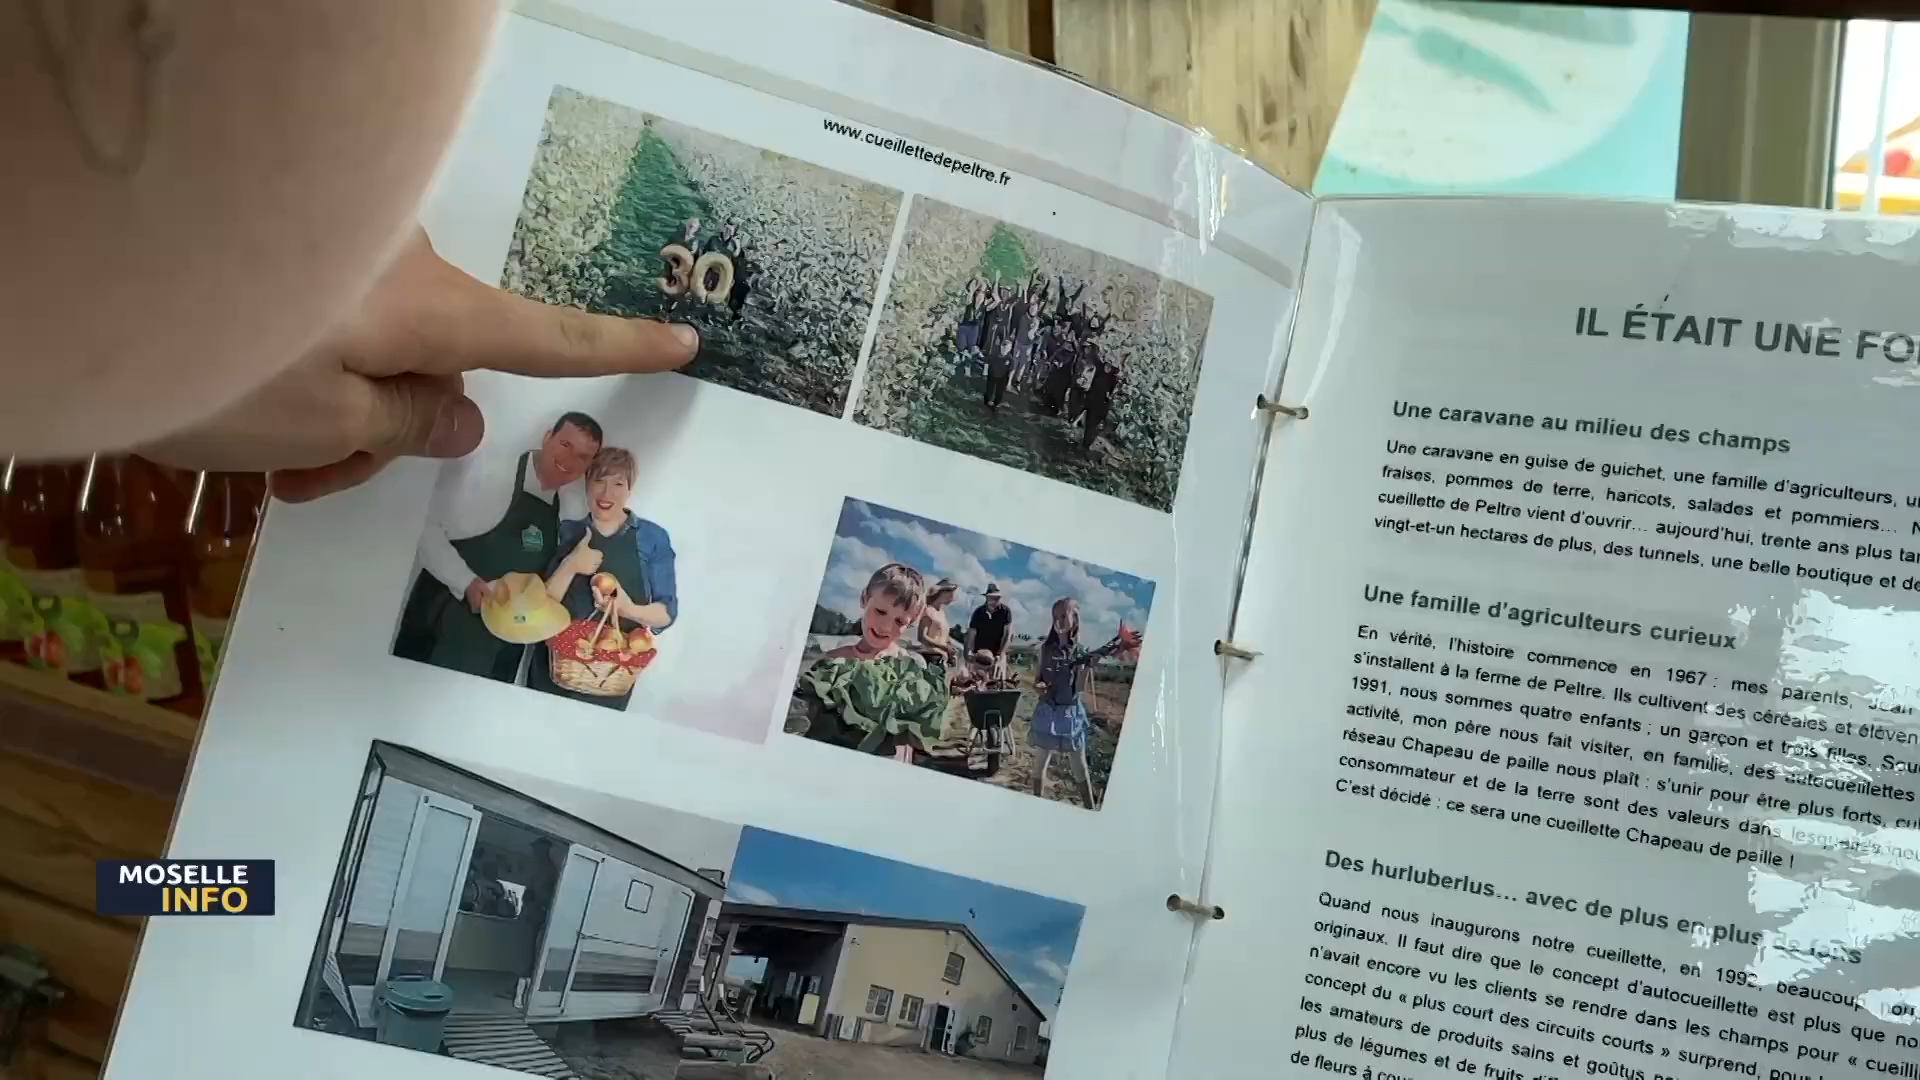 www.cueillettedepeltre.fr
30
IL ÉTAIT UNE
Une caravane au milieu des champs
Une caravane en guise de guichet, une famille d'agriculteurs,
fraises, pommes de terre, haricots, salades et pommiers...
cueillette de Peltre vient d'ouvrir... aujourd'hui, trente ans plus
vingt-et-un hectares de plus, des tunnels, une belle boutique et
Une famille d'agriculteurs curieux
En vérité, l'histoire commence en 1967 : mes parents, Jean
s'installent à la ferme de Peltre. Ils cultivent des céréales et
1991, nous sommes quatre enfants : un garçon et trois filles.
activité, mon père nous fait visiter, en famille, des autocueillettes
réseau Chapeau de paille nous plaît : s'unir pour être plus forts,
consommateur et de la terre sont des valeurs dans
C'est décidé : ce sera une cueillette Chapeau de paille !
Des hurluberlus... avec de plus en plus de fans
Quand nous inaugurons notre cueillette, en 1992, beaucoup
originaux. Il faut dire que le concept d'autocueillette est plus que
n'avait encore vu les clients se rendre dans les champs pour «
concept du « plus court des circuits courts » surprend,
les amateurs de produits sains et goûtus
plus de légumes et de fruits
de fleurs à
MOSELLE
INFO